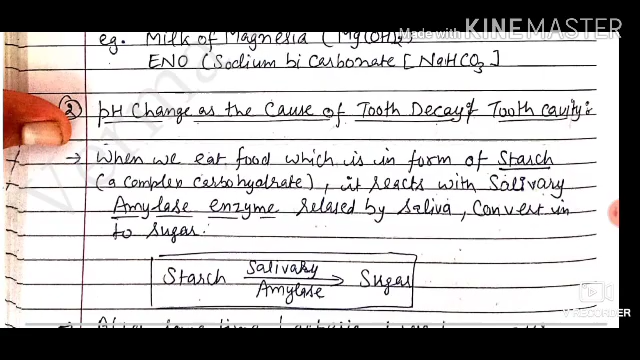 Made with KINEMASTER
eg. Milk of Magnesia (Mg(OH)2)
ENO (Sodium bi Carbonate [NaHCO3]
② pH Change as the Cause of Tooth Decay & Tooth cavity:
→ When we eat food which is in form of Starch
(a complex carbohydrate), it reacts with Salivary
Amylase enzyme relased by saliva, Convert in
to sugar.
Starch Salivary Amylase → Sugar
Verma